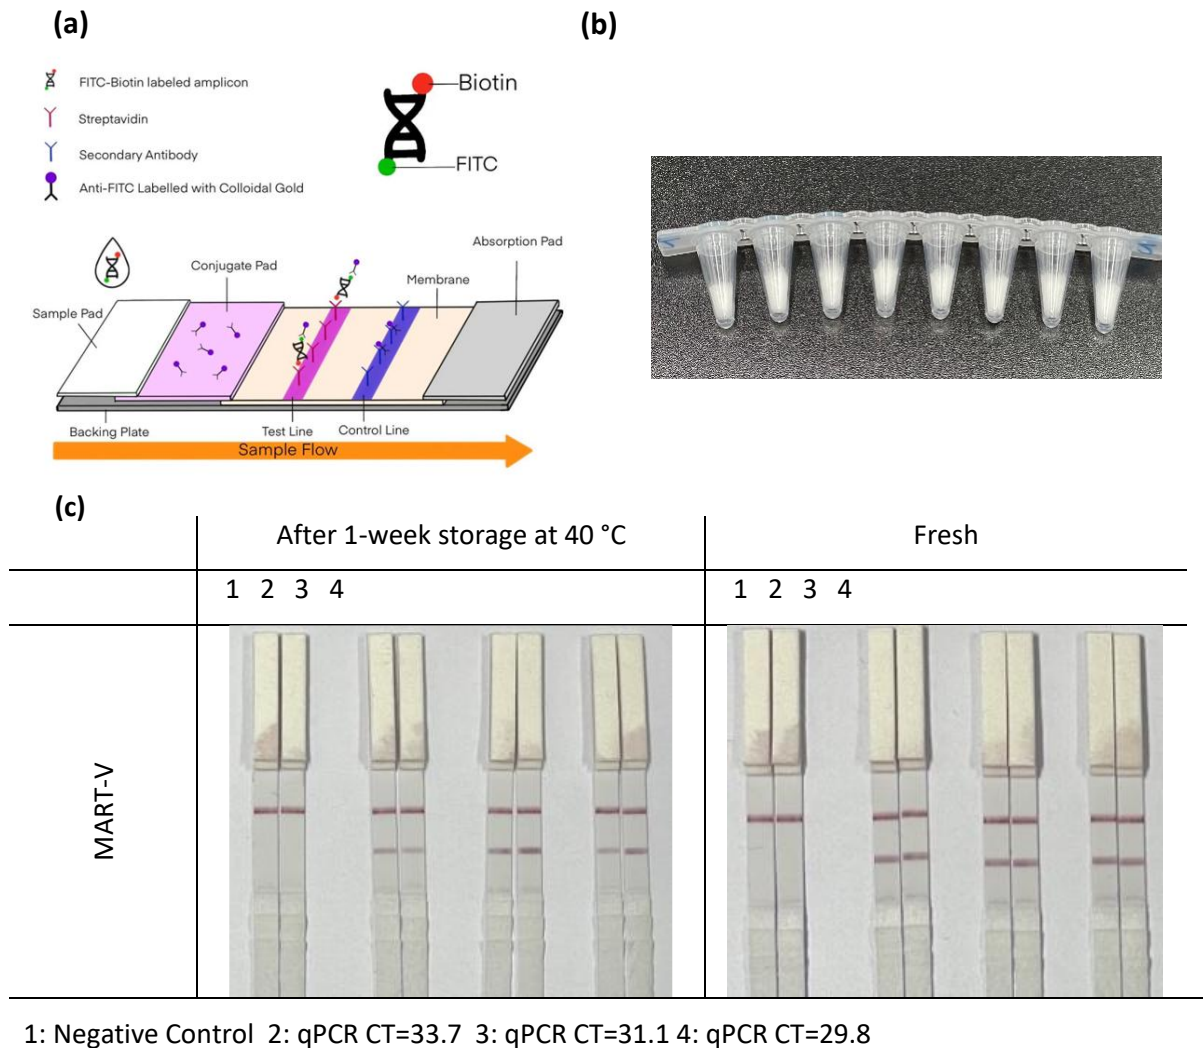 (a)
(b)
FITC-Biotin labeled amplicon
Streptavidin
Secondary Antibody
Anti-FITC Labelled with Colloidal Gold
Biotin
FITC
Sample Pad
Conjugate Pad
Membrane
Absorption Pad
Backing Plate
Test Line
Control Line
Sample Flow
(c)
After 1-week storage at 40 °C
Fresh
1 2 3 4
1 2 3 4
MART-V
1: Negative Control 2: qPCR CT=33.7 3: qPCR CT=31.1 4: qPCR CT=29.8